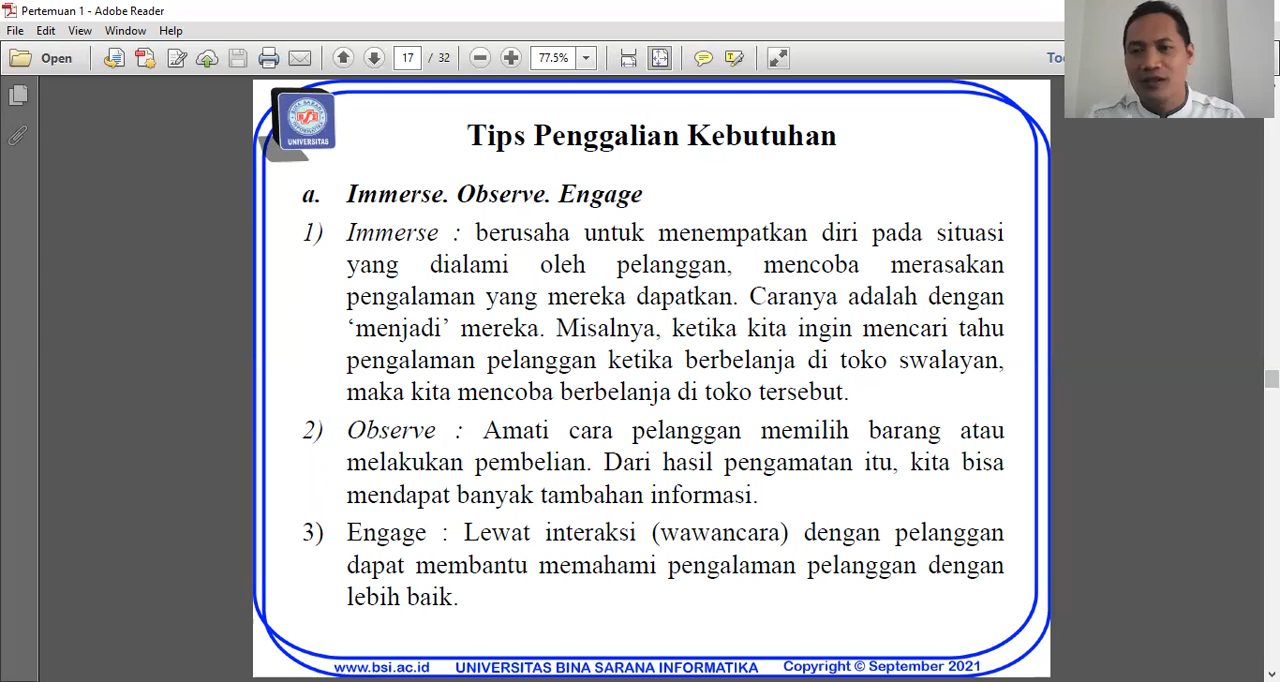 Pertemuan 1 - Adobe Reader
File Edit View Window Help
Open 17 / 32 77.5%
BINA SARANA
UNIVERSITAS
Tips Penggalian Kebutuhan
a. Immerse. Observe. Engage
1) Immerse : berusaha untuk menempatkan diri pada situasi
yang dialami oleh pelanggan, mencoba merasakan
pengalaman yang mereka dapatkan. Caranya adalah dengan
‘menjadi’ mereka. Misalnya, ketika kita ingin mencari tahu
pengalaman pelanggan ketika berbelanja di toko swalayan,
maka kita mencoba berbelanja di toko tersebut.
2) Observe : Amati cara pelanggan memilih barang atau
melakukan pembelian. Dari hasil pengamatan itu, kita bisa
mendapat banyak tambahan informasi.
3) Engage : Lewat interaksi (wawancara) dengan pelanggan
dapat membantu memahami pengalaman pelanggan dengan
lebih baik.
www.bsi.ac.id UNIVERSITAS BINA SARANA INFORMATIKA Copyright © September 2021